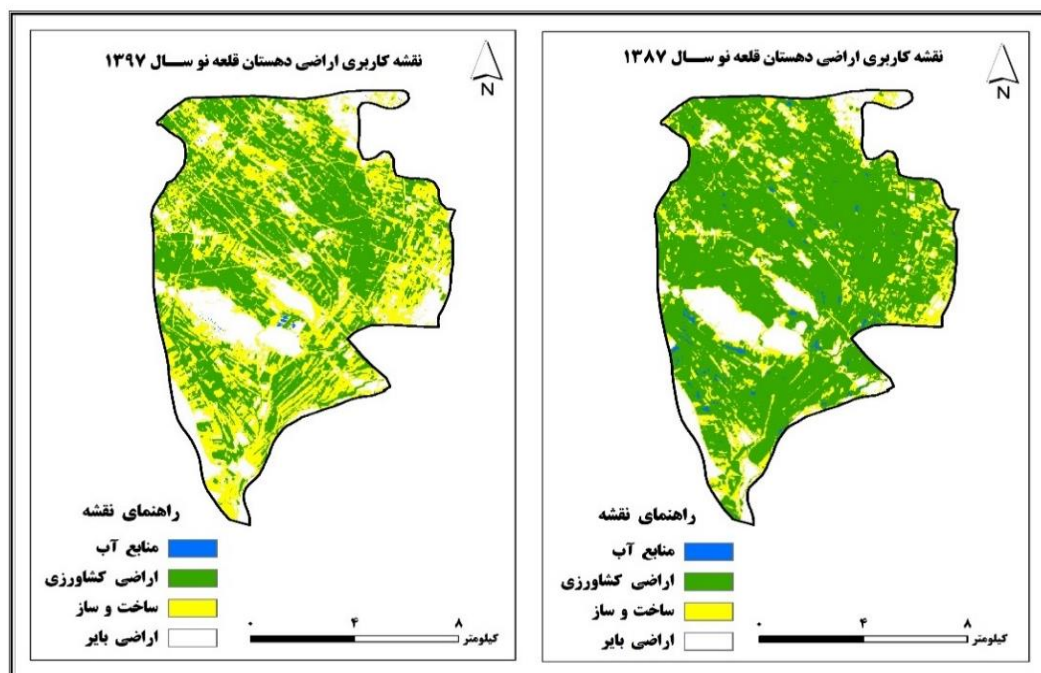 نقشه کاربری اراضی دهستان قلعه نو ســـال ۱۳۸۷
N
راهنمای نقشه
منابع آب
اراضی کشاورزی
ساخت و ساز
اراضی بایر
۰ ۴ ۸
کیلومتر
نقشه کاربری اراضی دهستان قلعه نو ســـال ۱۳۹۷
N
راهنمای نقشه
منابع آب
اراضی کشاورزی
ساخت و ساز
اراضی بایر
۰ ۴ ۸
کیلومتر